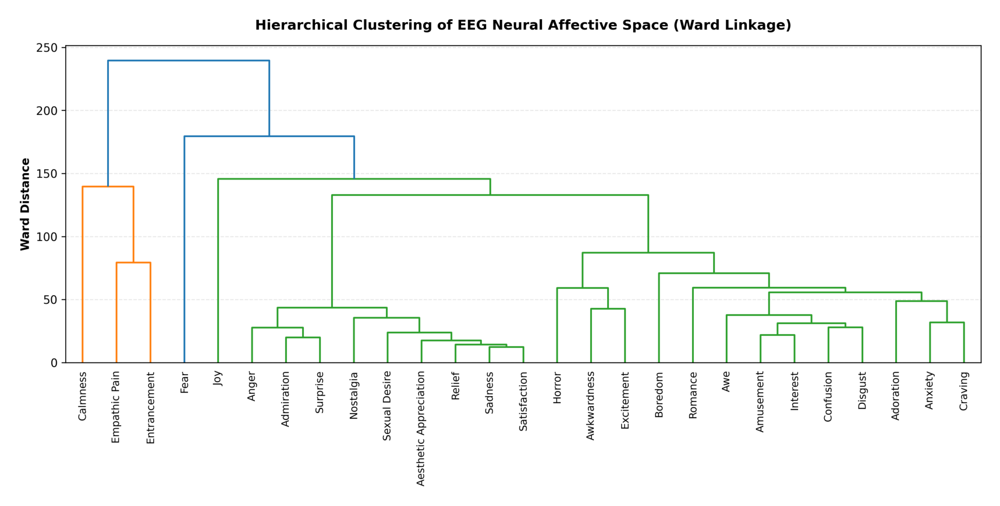 Hierarchical Clustering of EEG Neural Affective Space (Ward Linkage)
Ward Distance
250
200
150
100
50
0
Calmness
Empathic Pain
Entrancement
Fear
Joy
Anger
Admiration
Surprise
Nostalgia
Sexual Desire
Aesthetic Appreciation
Relief
Sadness
Satisfaction
Horror
Awkwardness
Excitement
Boredom
Romance
Awe
Amusement
Interest
Confusion
Disgust
Adoration
Anxiety
Craving